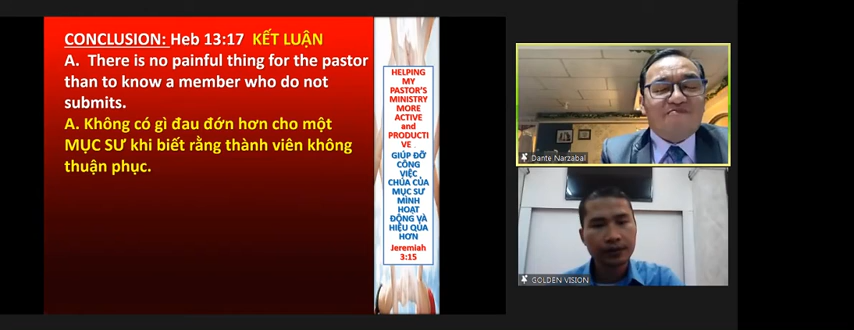 CONCLUSION: Heb 13:17 KẾT LUẬN
A. There is no painful thing for the pastor
than to know a member who do not
submits.
A. Không có gì đau đớn hơn cho một
MỤC SƯ khi biết rằng thành viên không
thuận phục.
HELPING
MY
PASTOR'S
MINISTRY
MORE
ACTIVE
and
PRODUCTI
VE
GIÚP ĐỠ
CÔNG
VIỆC
CHÚA CỦA
MỤC SƯ
MÌNH
HOẠT
ĐỘNG VÀ
HIỆU QỦA
HƠN
Jeremiah
3:15
Dante Narzabal
GOLDEN VISION